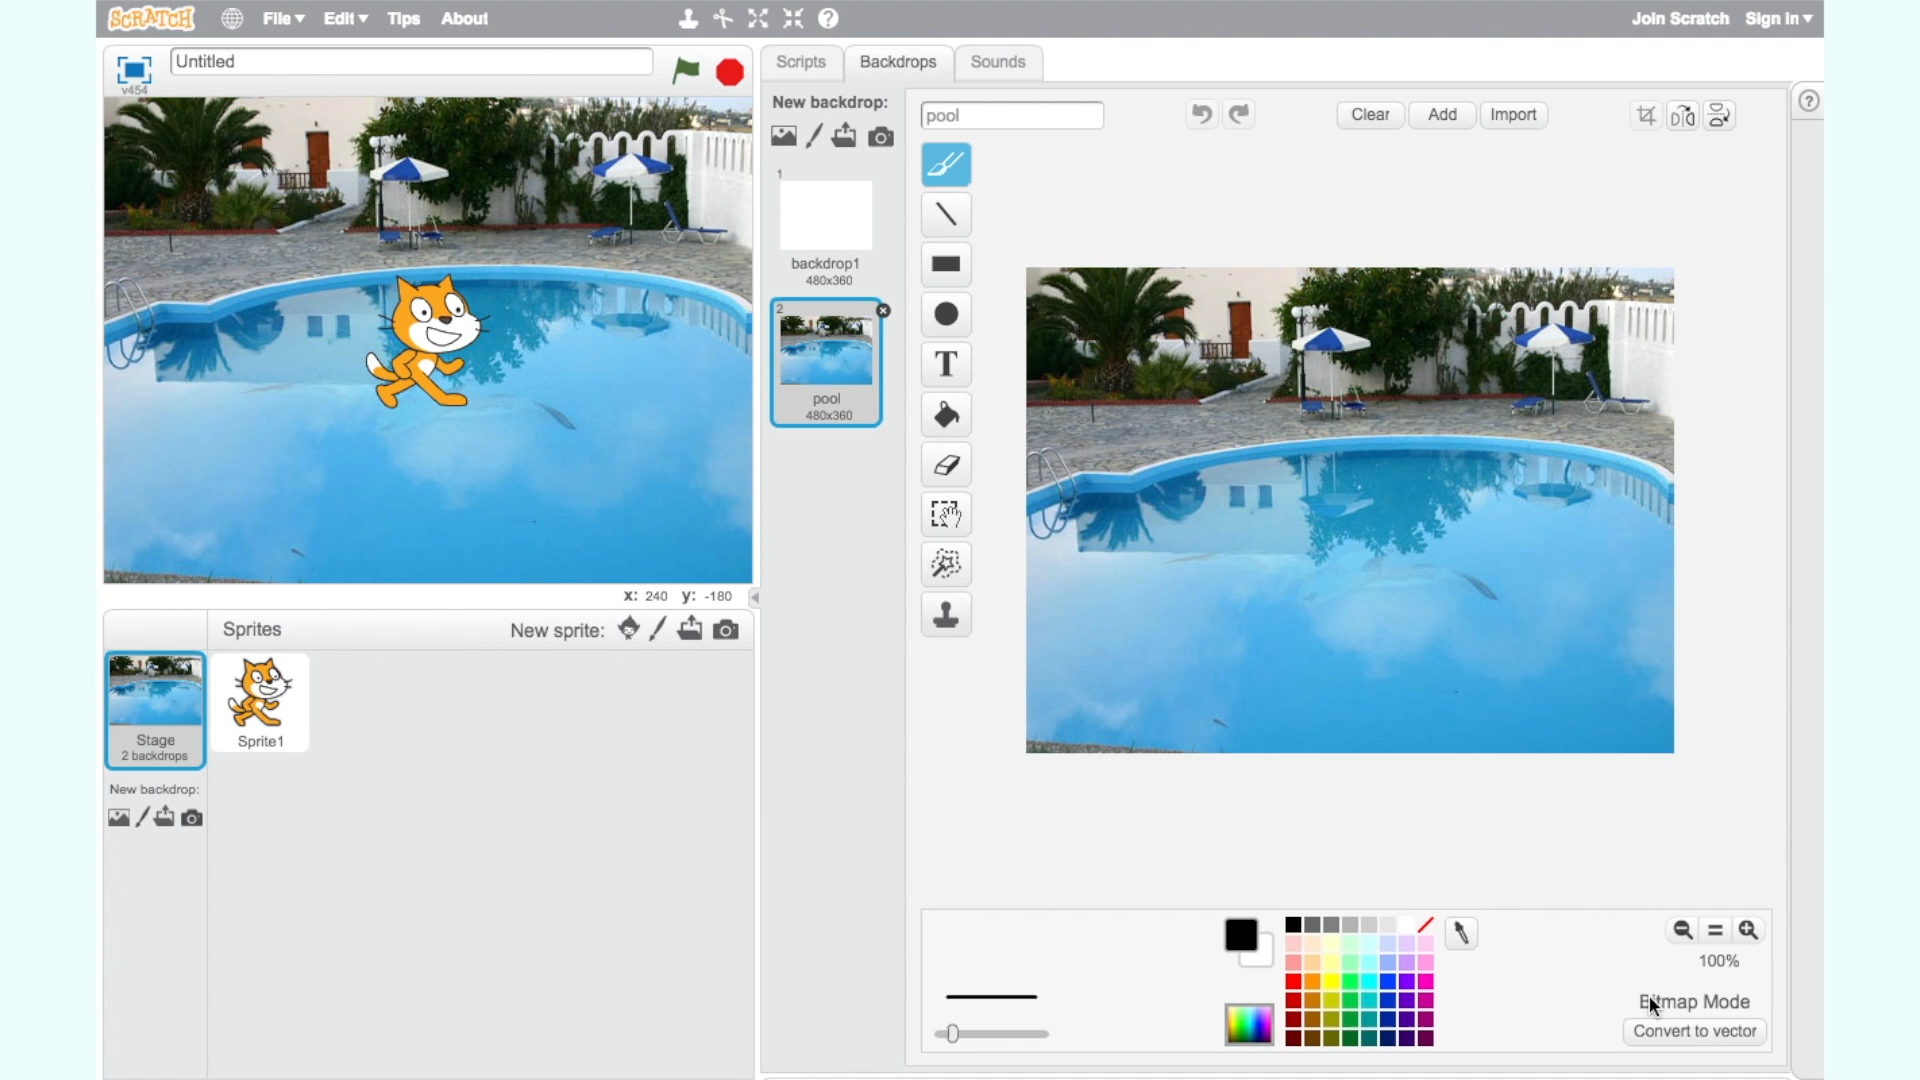 SCRATCH File Edit Tips About Join Scratch Sign in
Untitled
v454
Scripts Backdrops Sounds
New backdrop:
pool
Clear Add Import
1
backdrop1
480x360
2
pool
480x360
T
x: 240 y: -180
Sprites
New sprite:
Stage
2 backdrops
Sprite1
New backdrop:
100%
Bitmap Mode
Convert to vector